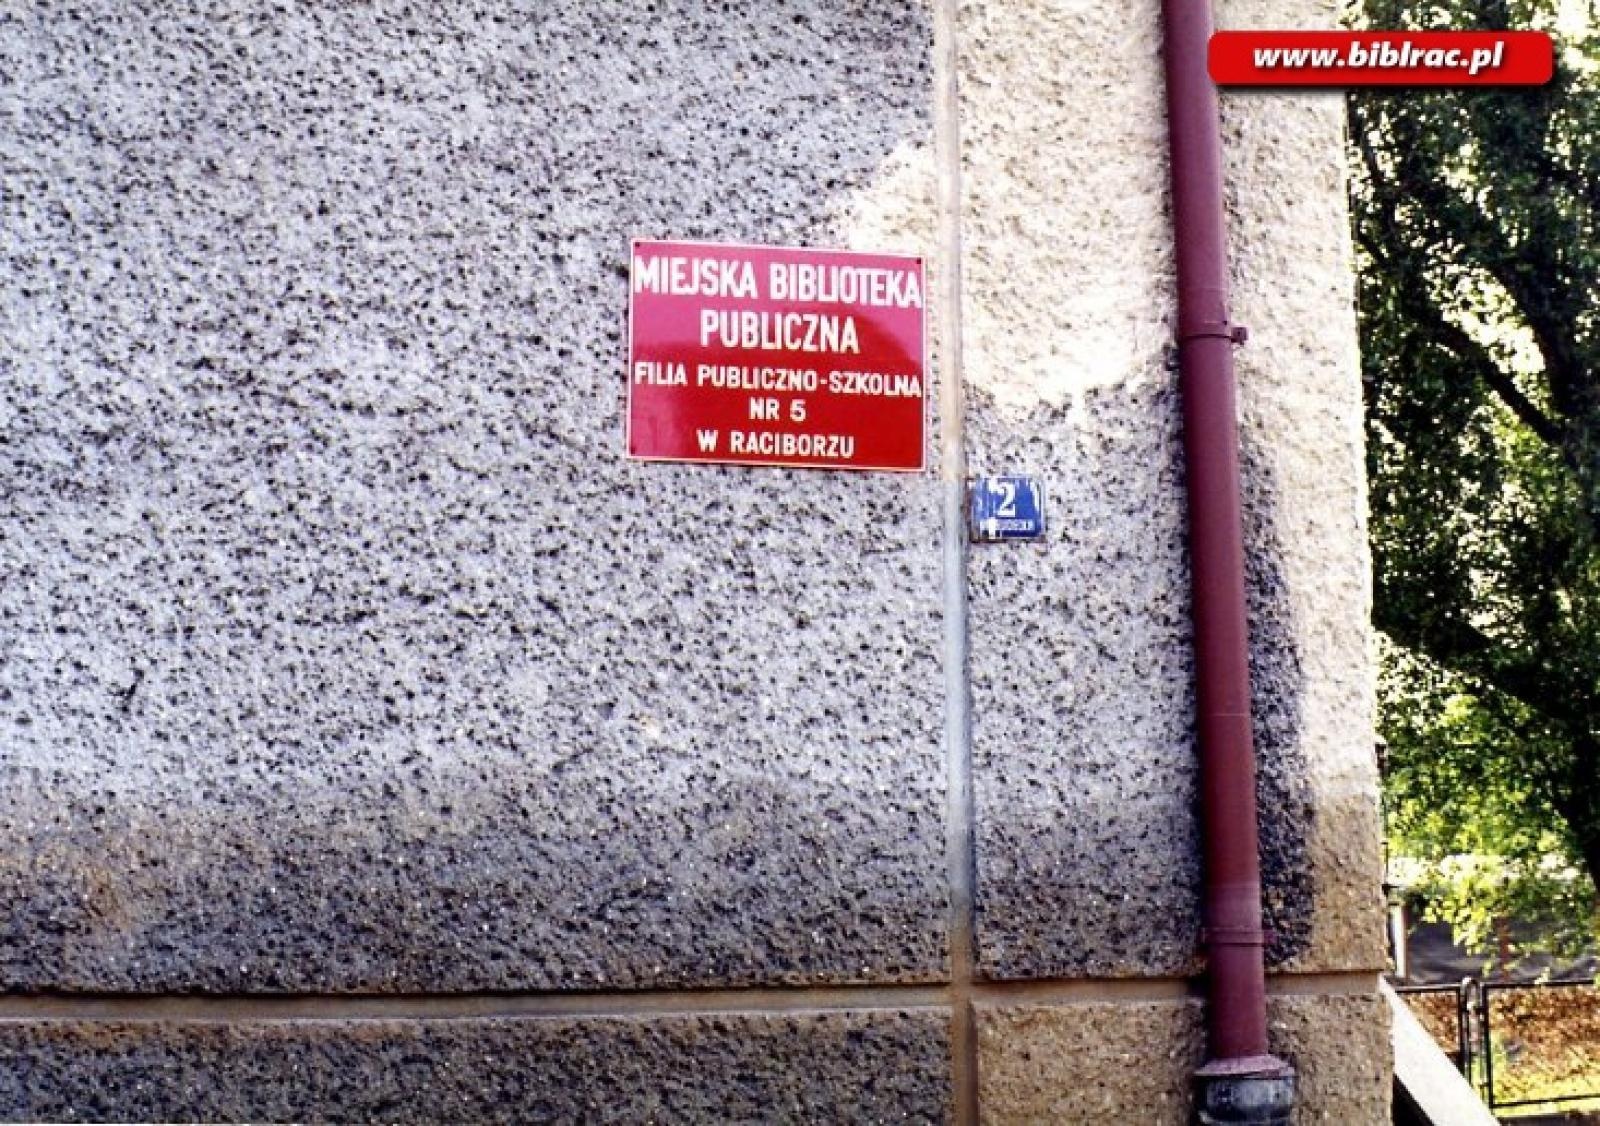 www.biblrac.pl
MIEJSKA BIBLIOTEKA
PUBLICZNA
FILIA PUBLICZNO-SZKOLNA
NR 5
W RACIBORZU
2